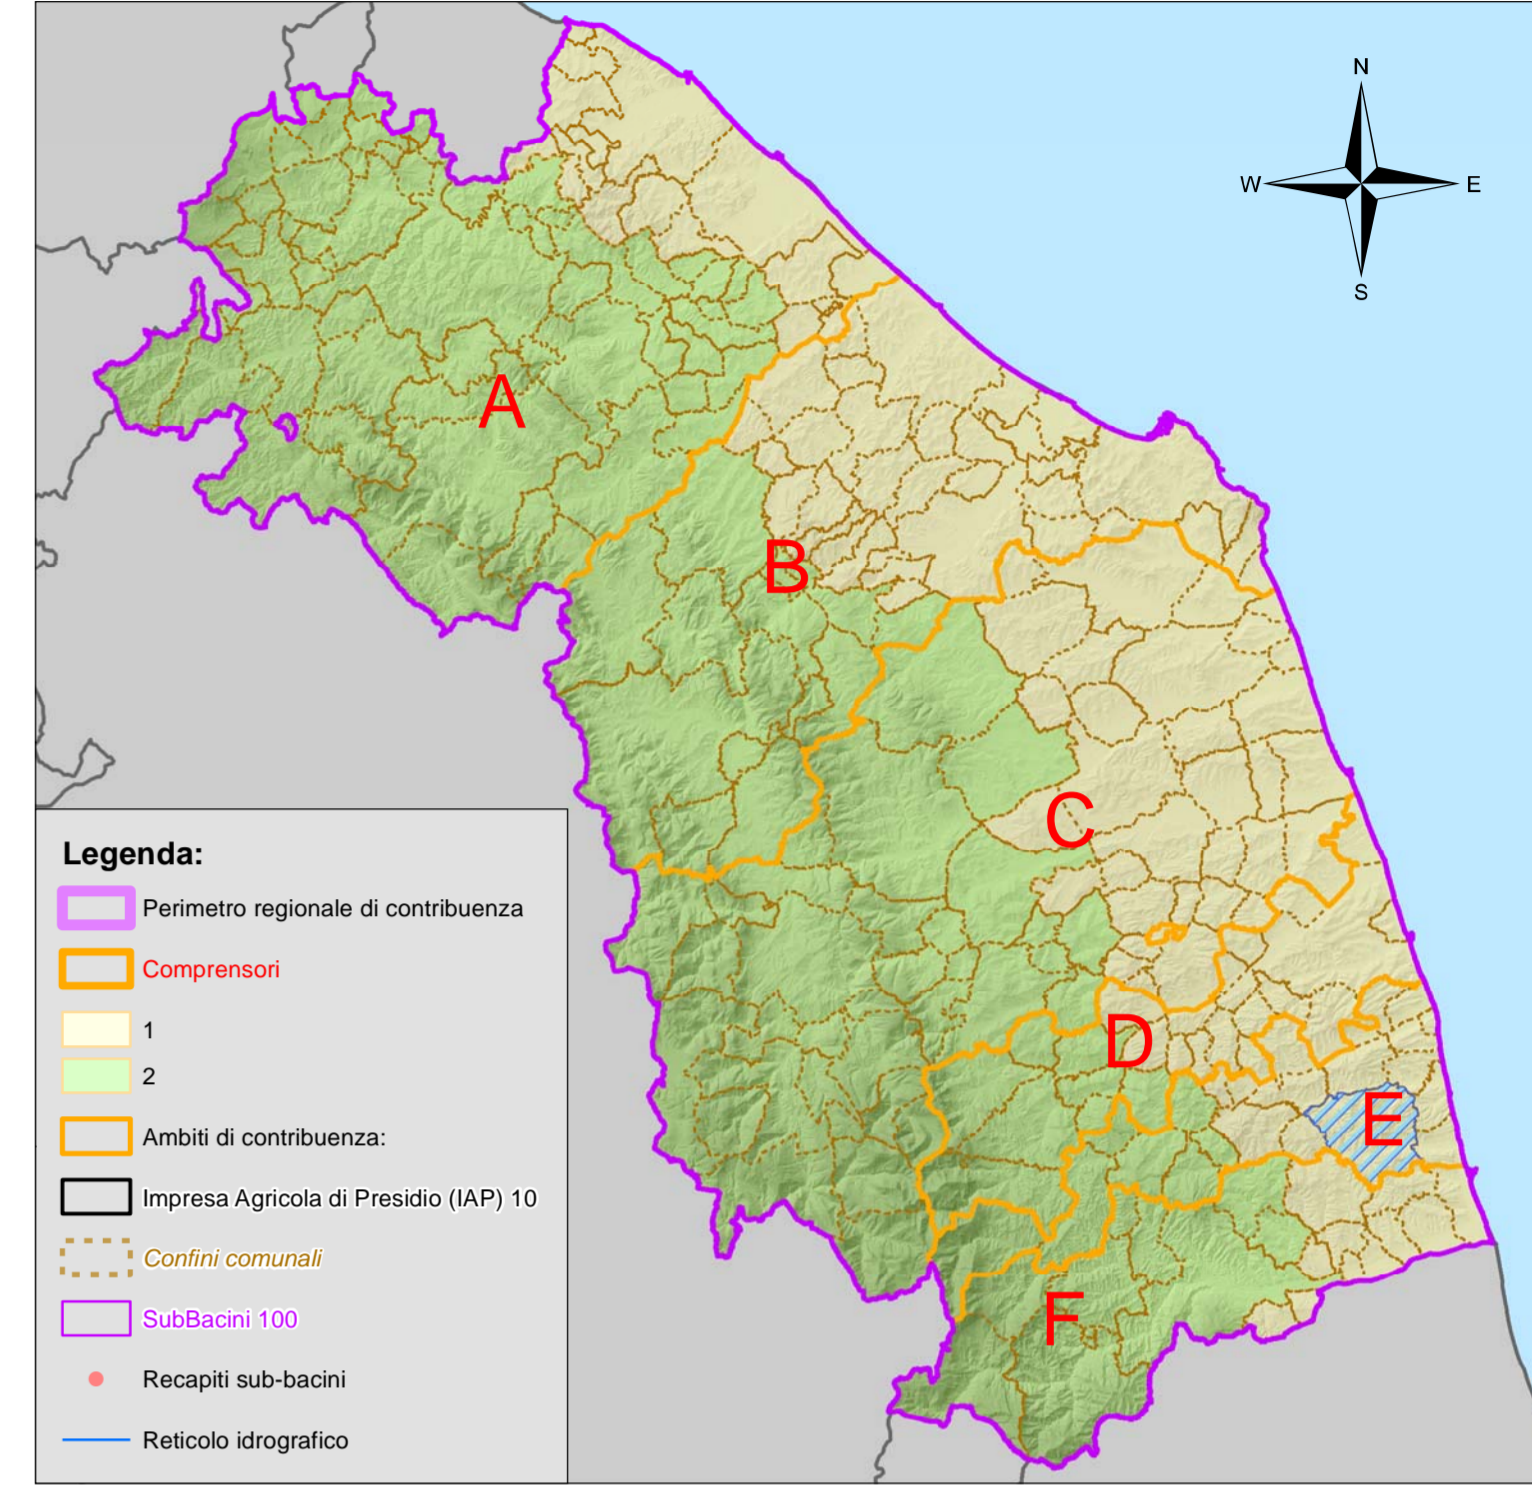 N
W E
S
A
B
C
D
E
F
Legenda:
Perimetro regionale di contribuenza
Comprensori
1
2
Ambiti di contribuenza:
Impresa Agricola di Presidio (IAP) 10
Confini comunali
SubBacini 100
Recapiti sub-bacini
Reticolo idrografico